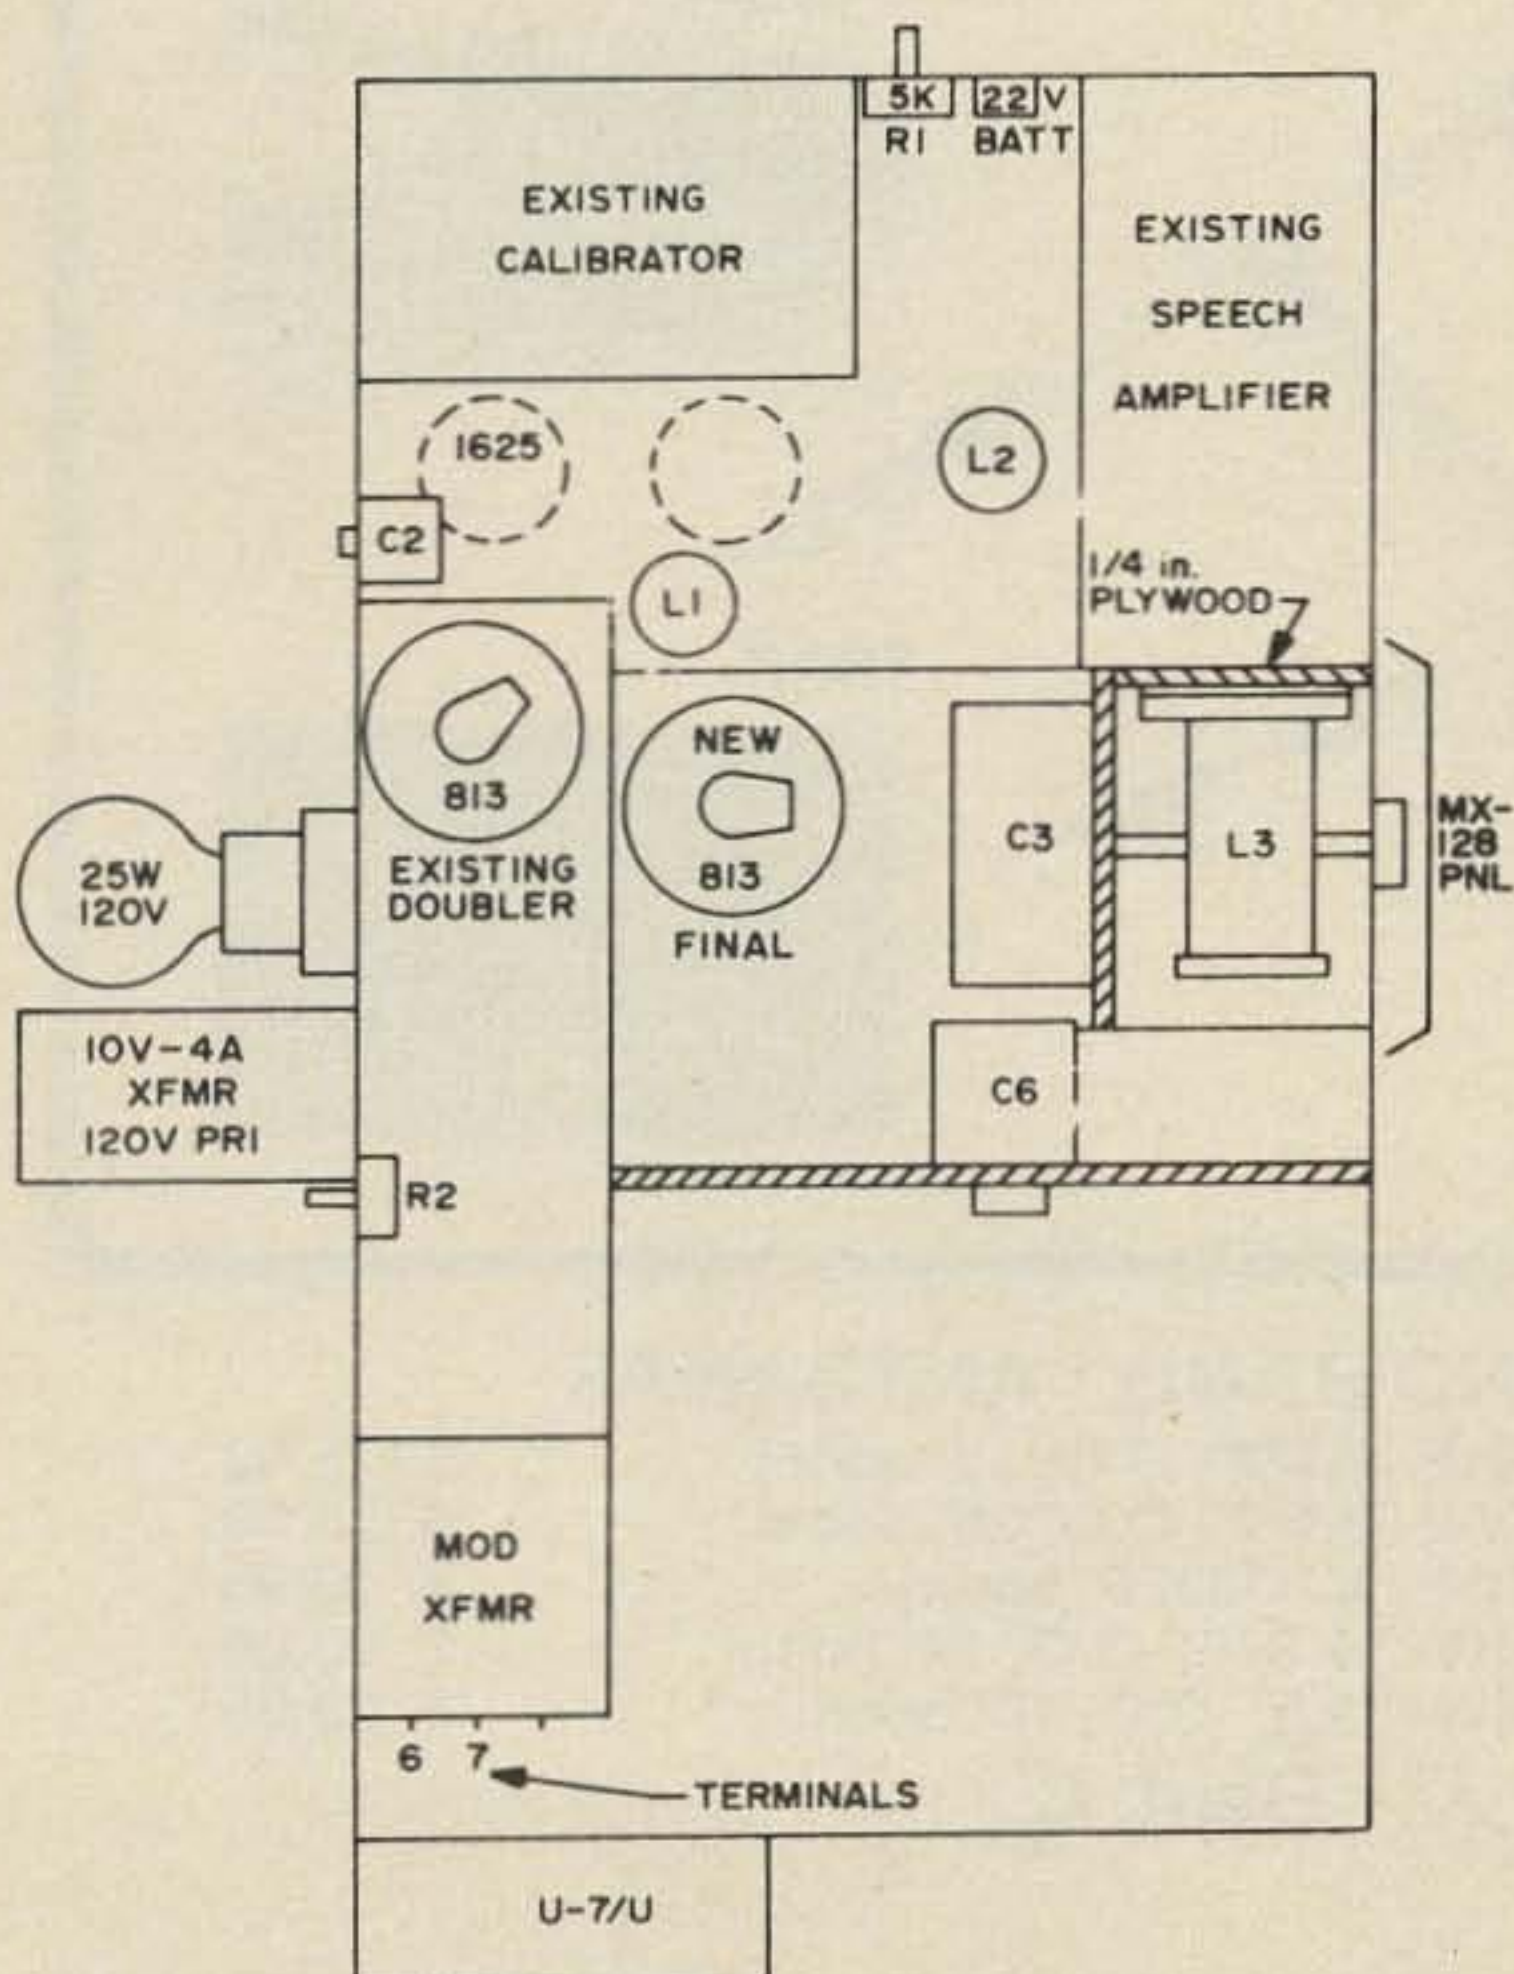 5K
R1
22 V
BATT
EXISTING
CALIBRATOR
EXISTING
SPEECH
AMPLIFIER
1625
L2
C2
L1
1/4 in.
PLYWOOD
813
EXISTING
DOUBLER
NEW
813
FINAL
C3
L3
MX-
128
PNL
25W
120V
10V-4A
XFMR
120V PRI
C6
R2
MOD
XFMR
6 7
TERMINALS
U-7/U